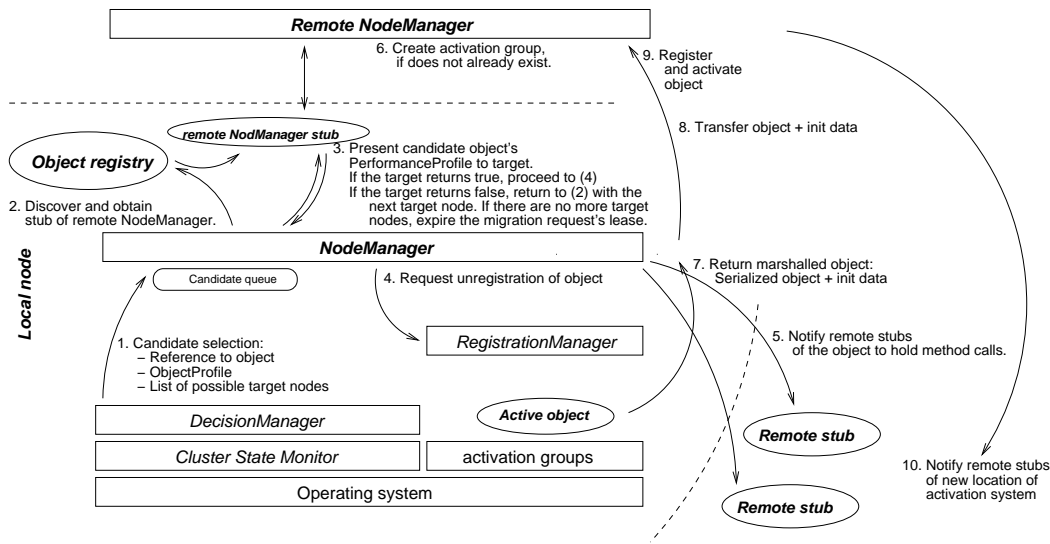 Remote NodeManager
6. Create activation group,
if does not already exist.
9. Register
and activate
object
remote NodManager stub
8. Transfer object + init data
Object registry
3. Present candidate object's
PerformanceProfile to target.
If the target returns true, proceed to (4)
If the target returns false, return to (2) with the
next target node. If there are no more target
nodes, expire the migration request's lease.
2. Discover and obtain
stub of remote NodeManager.
NodeManager
Local node
Candidate queue
4. Request unregistration of object
7. Return marshalled object:
Serialized object + init data
1. Candidate selection:
– Reference to object
– ObjectProfile
– List of possible target nodes
RegistrationManager
5. Notify remote stubs
of the object to hold method calls.
DecisionManager
Active object
Remote stub
Cluster State Monitor
activation groups
10. Notify remote stubs
of new location of
activation system
Operating system
Remote stub